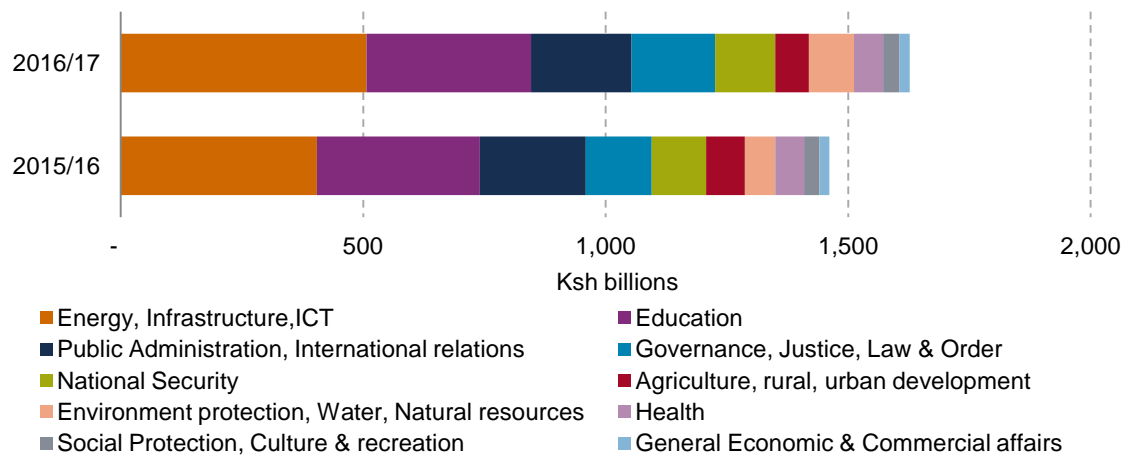 2016/17
2015/16
- 500 1,000 1,500 2,000
Ksh billions
Energy, Infrastructure,ICT Education
Public Administration, International relations Governance, Justice, Law & Order
National Security Agriculture, rural, urban development
Environment protection, Water, Natural resources Health
Social Protection, Culture & recreation General Economic & Commercial affairs